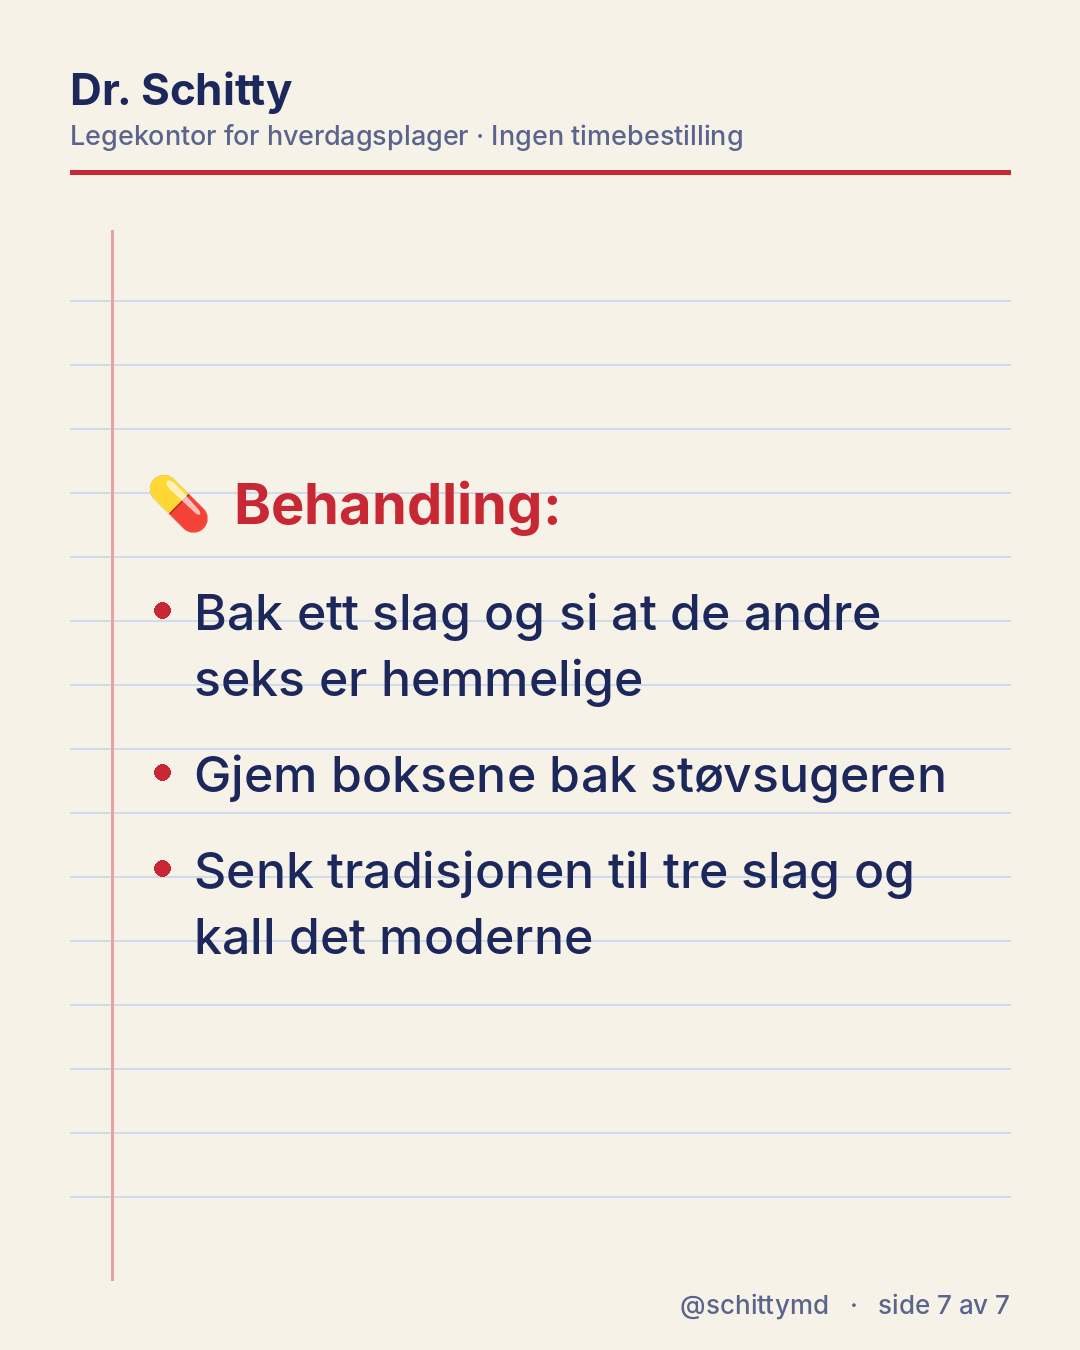 Dr. Schitty
Legekontor for hverdagsplager · Ingen timebestilling
💊 Behandling:
• Bak ett slag og si at de andre
seks er hemmelige
• Gjem boksene bak støvsugeren
• Senk tradisjonen til tre slag og
kall det moderne
@schittymd · side 7 av 7